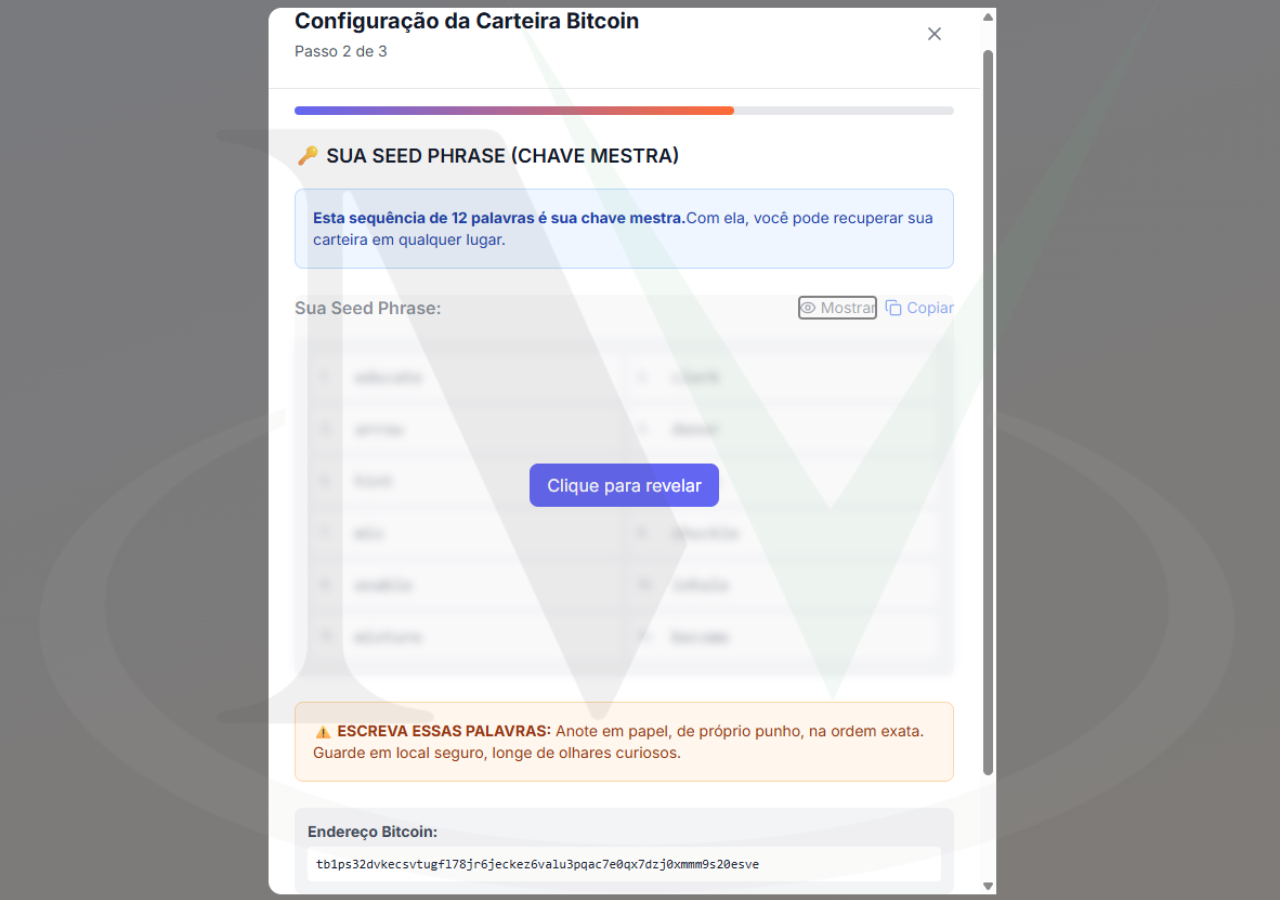 Configuração da Carteira Bitcoin
Passo 2 de 3
SUA SEED PHRASE (CHAVE MESTRA)
Esta sequência de 12 palavras é sua chave mestra.Com ela, você pode recuperar sua
carteira em qualquer lugar.
Sua Seed Phrase:
Mostrar
Copiar
Clique para revelar
ESCREVA ESSAS PALAVRAS: Anote em papel, de próprio punho, na ordem exata.
Guarde em local seguro, longe de olhares curiosos.
Endereço Bitcoin:
tb1ps32dvkecsvtugfl78jr6jeckez6valu3pqac7e0qx7dzj0xmmm9s20esve